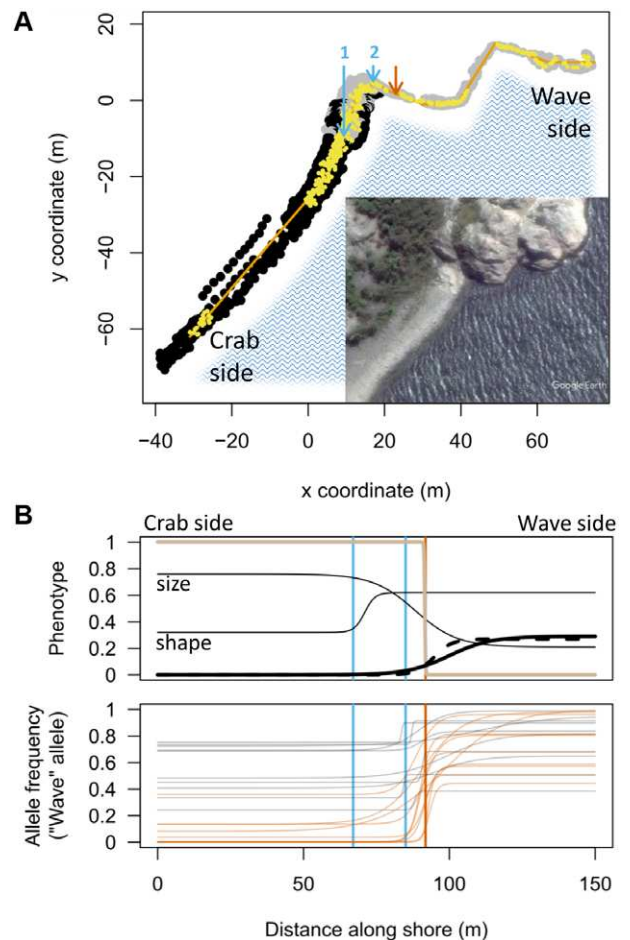 A
20
0
−20
−40
−60
y coordinate (m)
1
2
Wave
side
Crab
side
GoogleEarth
−40
−20
0
20
40
60
x coordinate (m)
B
Crab side
Wave side
1
0.8
0.6
0.4
0.2
0
Phenotype
size
shape
1
0.8
0.6
0.4
0.2
0
Allele frequency
("Wave" allele)
0
50
100
150
Distance along shore (m)